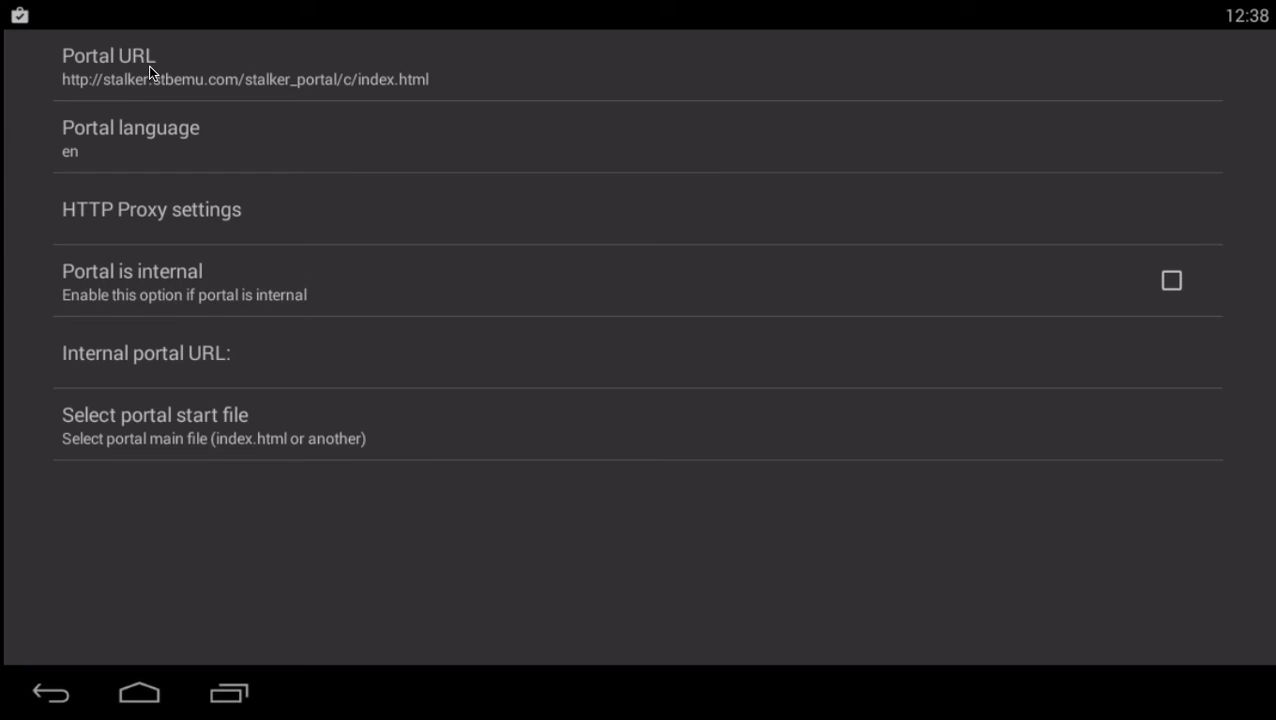 12:38
Portal URL
http://stalker.stbemu.com/stalker_portal/c/index.html
Portal language
en
HTTP Proxy settings
Portal is internal
Enable this option if portal is internal
Internal portal URL:
Select portal start file
Select portal main file (index.html or another)